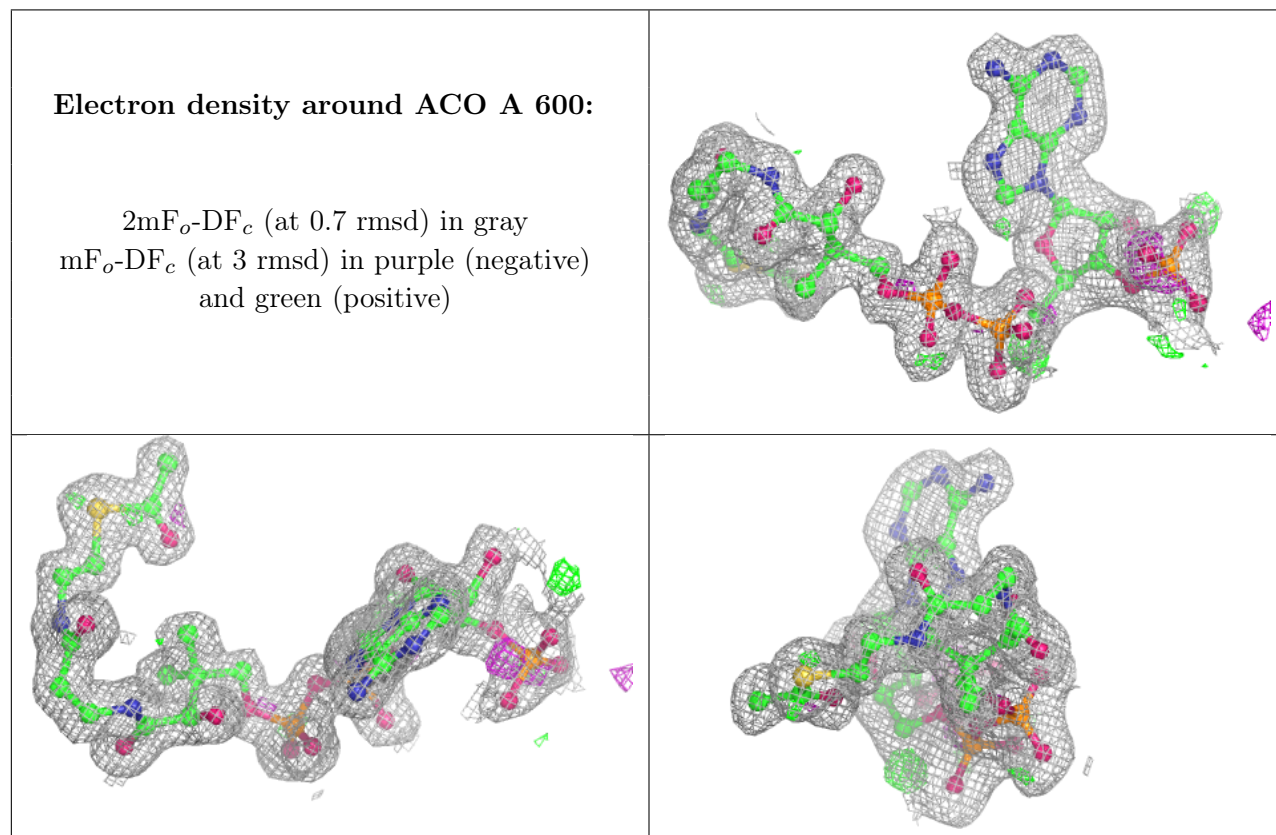 Electron density around ACO A 600:
2mFo-DFc (at 0.7 rmsd) in gray
mFo-DFc (at 3 rmsd) in purple (negative)
and green (positive)